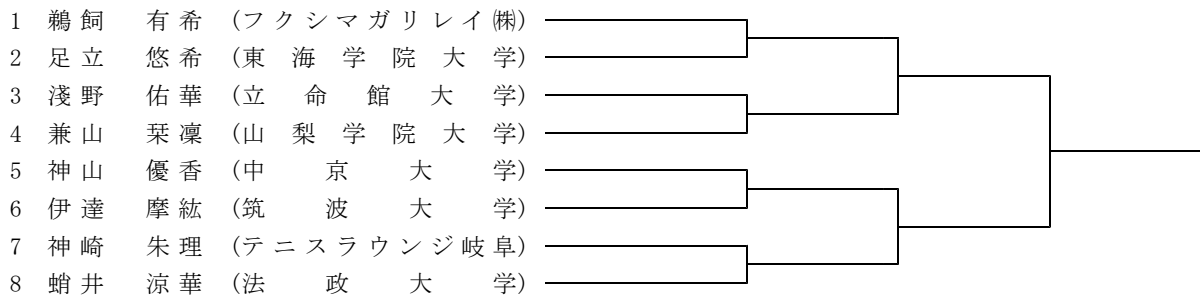 1 鵜飼 有希 (フクシマガリレイ㈱)
2 足立 悠希 (東海学院大学)
3 淺野 佑華 (立命館大学)
4 兼山 栞凜 (山梨学院大学)
5 神山 優香 (中京大学)
6 伊達 摩紘 (筑波大学)
7 神崎 朱理 (テニスラウンジ岐阜)
8 蛸井 涼華 (法政大学)